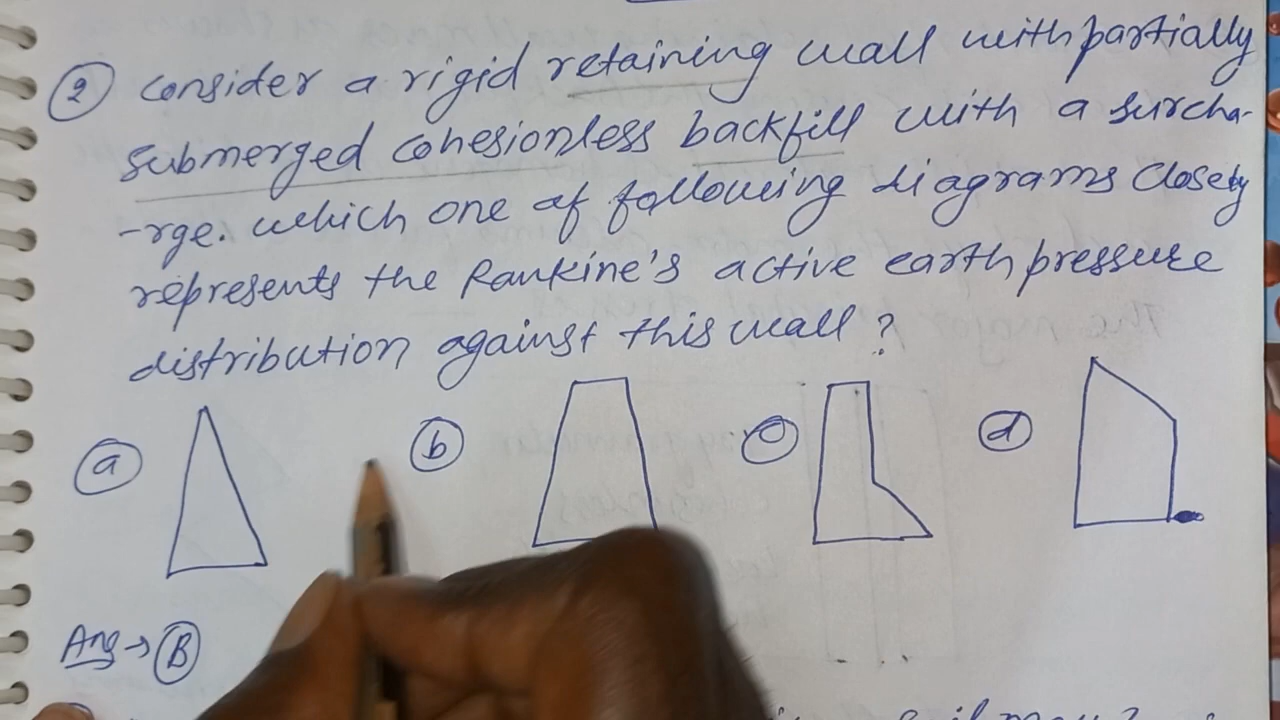 ② Consider a rigid retaining wall with partially
submerged cohesionless backfill with a surcha-
-rge. which one of following diagrams closely
represents the Rankine's active earth pressure
distribution against this wall ?
ⓐ ⓑ ⓒ ⓓ
Ans → Ⓑ